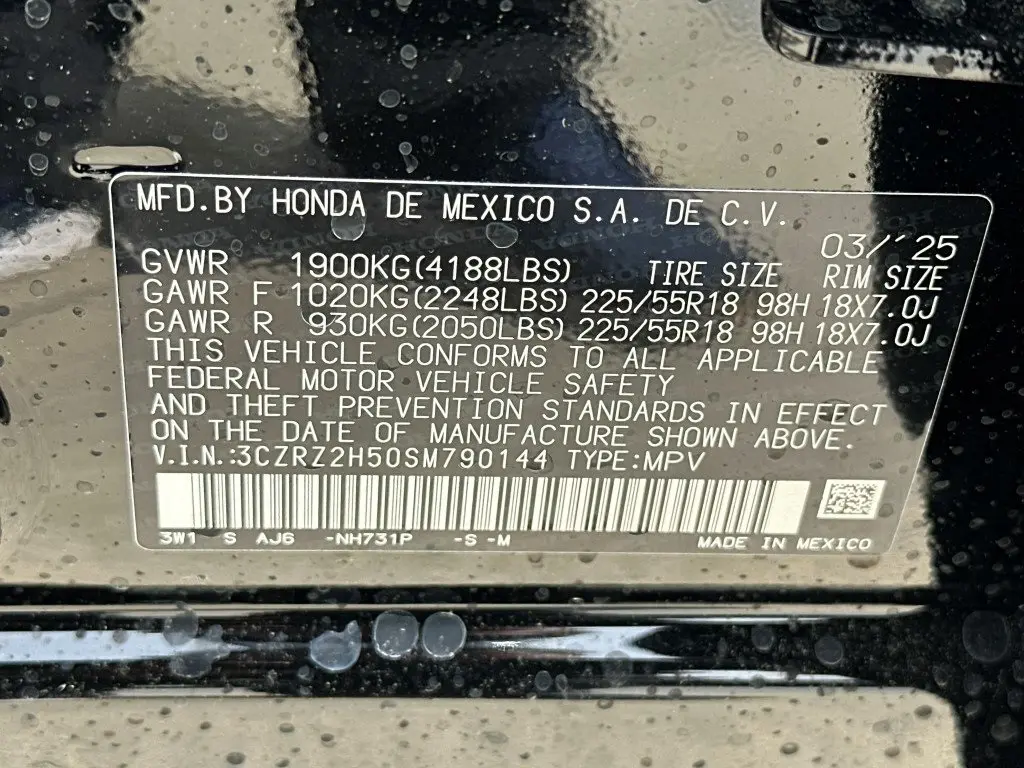 MFD.BY HONDA DE MEXICO S.A. DE C.V.
03/´25
GVWR 1900KG(4188LBS) TIRE SIZE RIM SIZE
GAWR F 1020KG(2248LBS) 225/55R18 98H 18X7.0J
GAWR R 930KG(2050LBS) 225/55R18 98H 18X7.0J
THIS VEHICLE CONFORMS TO ALL APPLICABLE
FEDERAL MOTOR VEHICLE SAFETY
AND THEFT PREVENTION STANDARDS IN EFFECT
ON THE DATE OF MANUFACTURE SHOWN ABOVE.
V.I.N.:3CZRZ2H50SM790144 TYPE:MPV
3W1 S AJ6 -NH731P -S -M MADE IN MEXICO